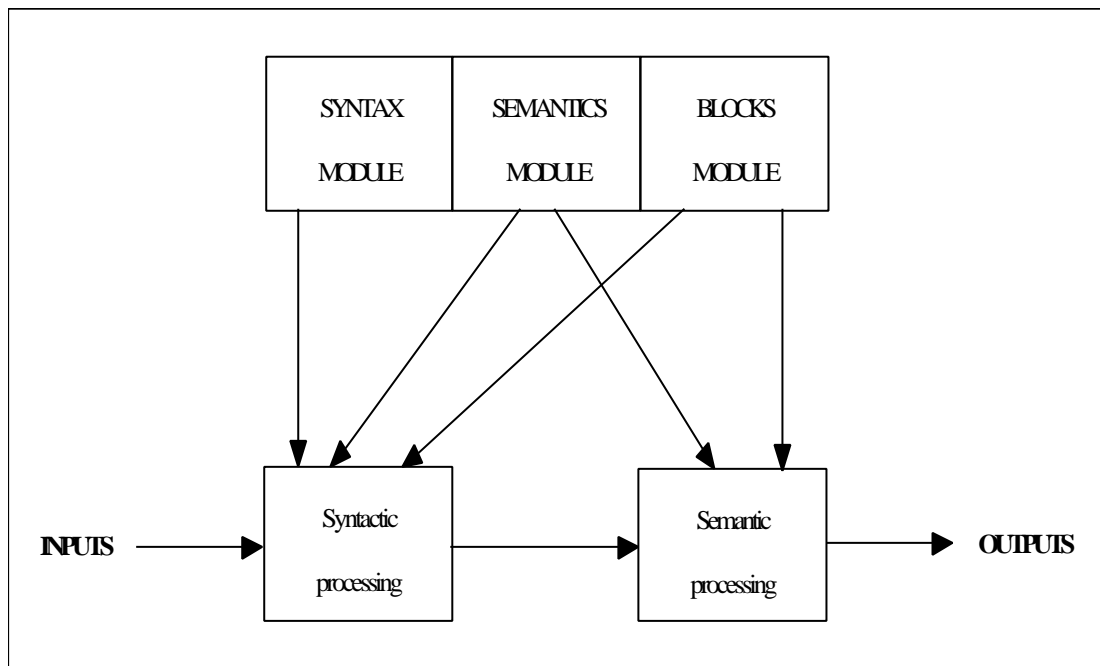 SYNTAX
MODULE
SEMANTICS
MODULE
BLOCKS
MODULE
INPUTS
Syntactic
processing
Semantic
processing
OUTPUTS